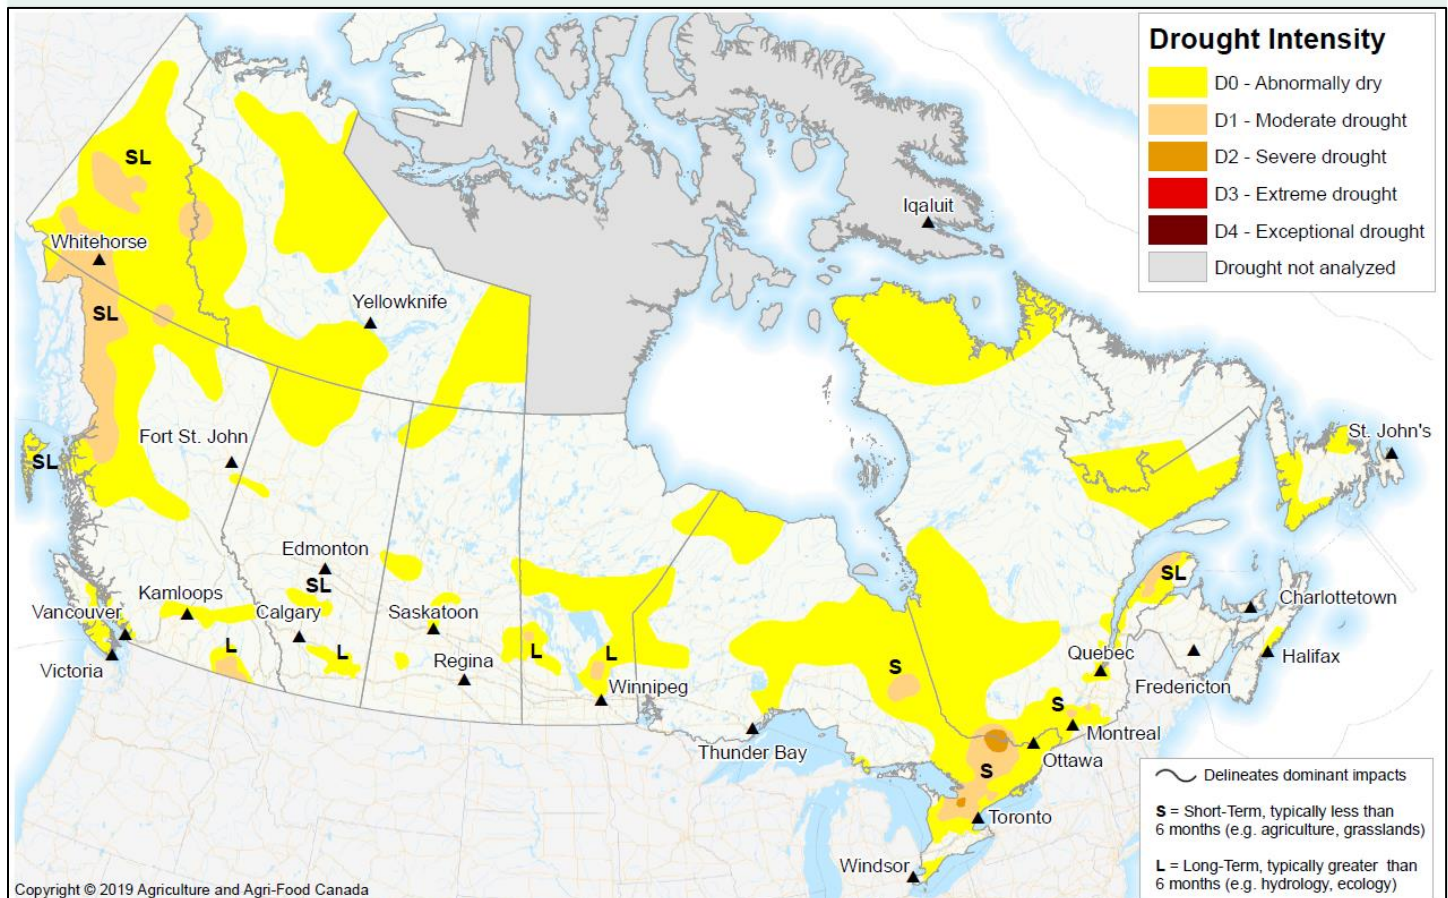 Drought Intensity
D0 - Abnormally dry
D1 - Moderate drought
D2 - Severe drought
D3 - Extreme drought
D4 - Exceptional drought
Drought not analyzed
SL
Iqaluit
Whitehorse
SL
Yellowknife
Fort St. John
St. John's
SL
Edmonton
SL
SL
Kamloops
Vancouver
Calgary
Saskatoon
Charlottetown
L
L
L
L
Quebec
Halifax
Victoria
Regina
S
Winnipeg
Fredericton
S
Montreal
Thunder Bay
Ottawa
S
Toronto
Windsor
Delineates dominant impacts
S = Short-Term, typically less than
6 months (e.g. agriculture, grasslands)
L = Long-Term, typically greater than
6 months (e.g. hydrology, ecology)
Copyright © 2019 Agriculture and Agri-Food Canada